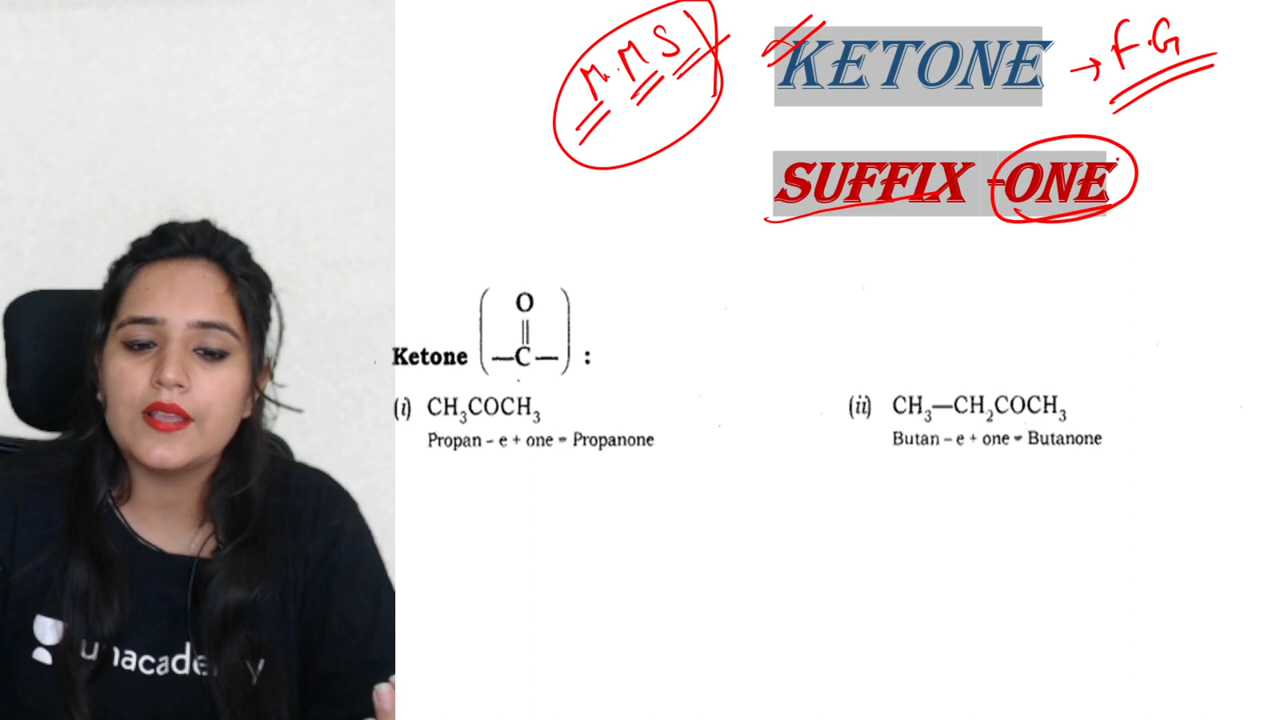 M.M S
KETONE → F.G
SUFFIX -ONE
O
||
Ketone ( —C— ) :
(i) CH₃COCH₃
Propan – e + one = Propanone
(ii) CH₃—CH₂COCH₃
Butan – e + one = Butanone
unacademy